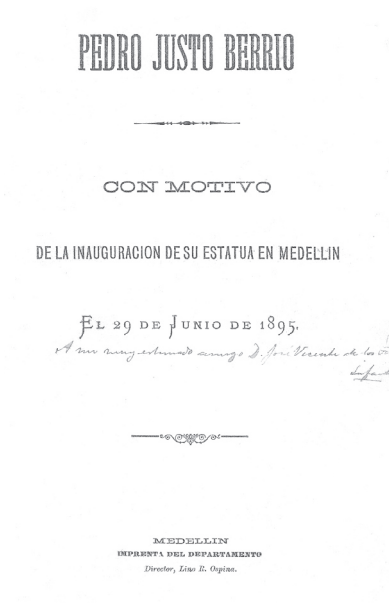 PEDRO JUSTO BERRIO
CON MOTIVO
DE LA INAUGURACION DE SU ESTATUA EN MEDELLIN
EL 29 DE JUNIO DE 1895.
A mi muy estimado amigo D. José Vicente de los
MEDELLIN
IMPRENTA DEL DEPARTAMENTO
Director, Lino R. Ospina.